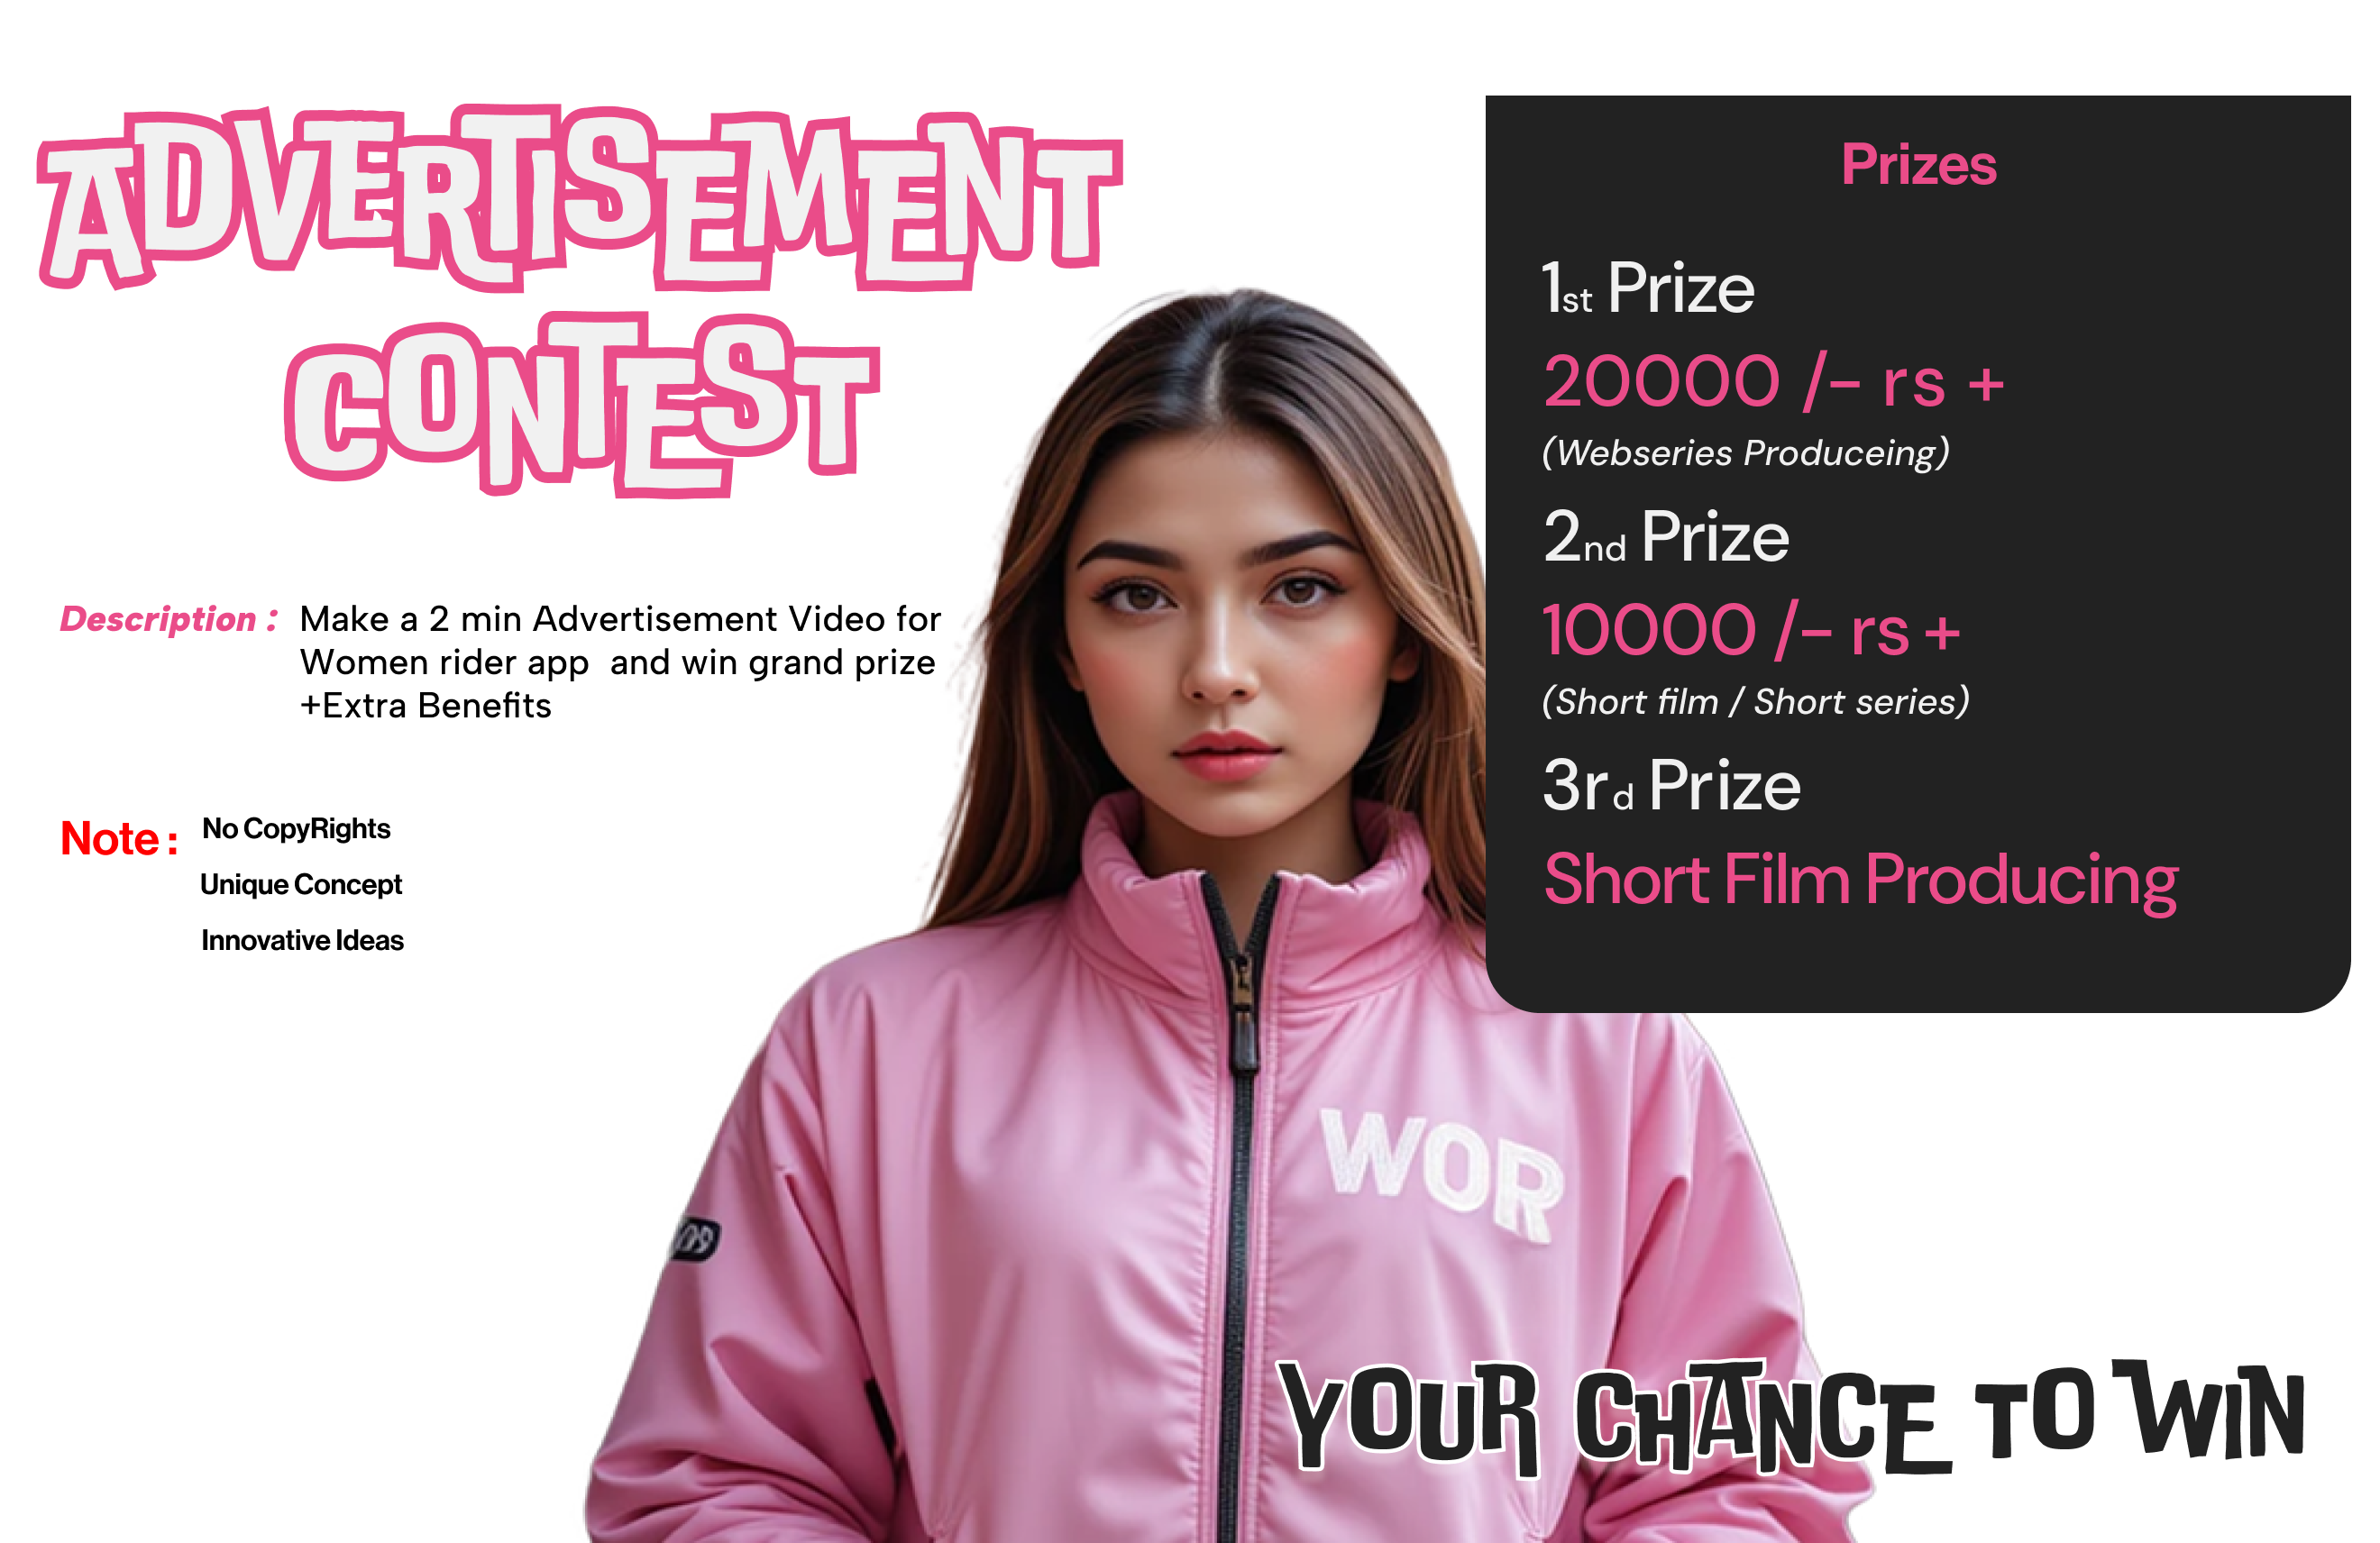 ADVERTISEMENT
CONTEST
Description : Make a 2 min Advertisement Video for
Women rider app and win grand prize
+Extra Benefits
Note : No CopyRights
Unique Concept
Innovative Ideas
Prizes
1st Prize
20000 /- rs +
(Webseries Produceing)
2nd Prize
10000 /- rs +
(Short film / Short series)
3rd Prize
Short Film Producing
WOR
YOUR CHANCE TO WIN